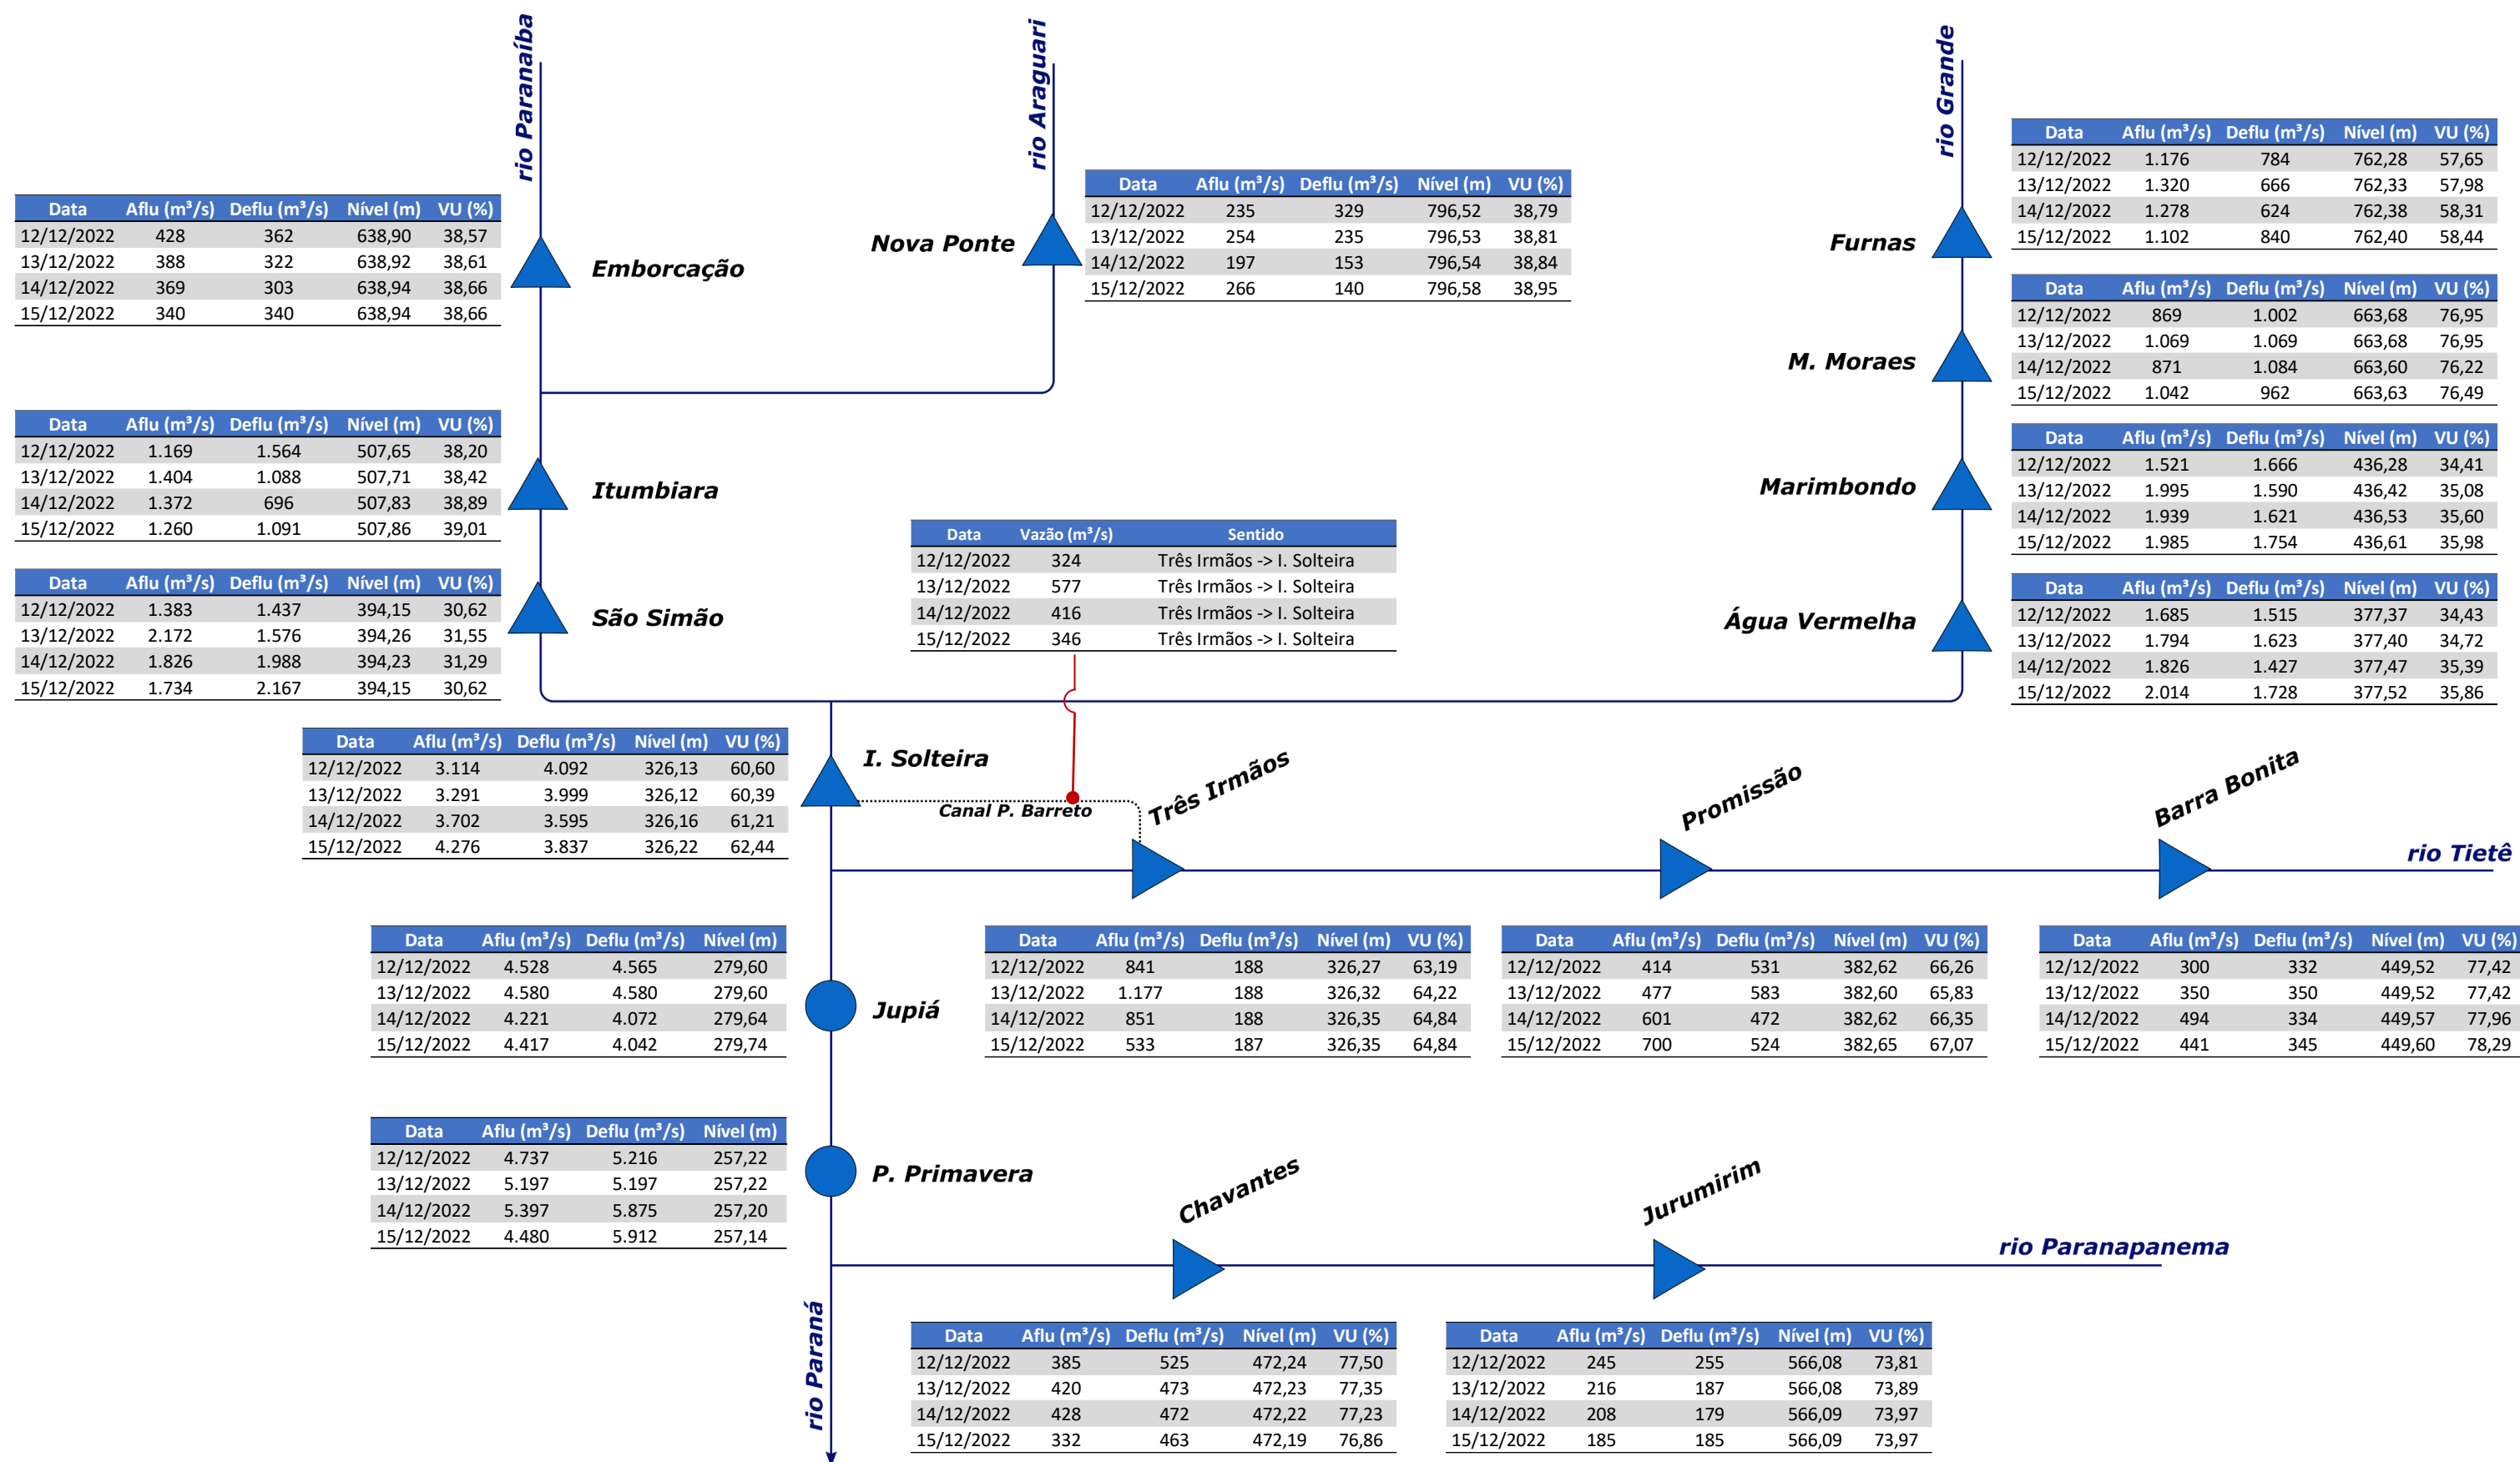 rio Paranaíba
rio Araguari
rio Grande
Data Aflu (m³/s) Deflu (m³/s) Nível (m) VU (%)
12/12/2022 1.176 784 762,28 57,65
13/12/2022 1.320 666 762,33 57,98
14/12/2022 1.278 624 762,38 58,31
15/12/2022 1.102 840 762,40 58,44
Furnas
Data Aflu (m³/s) Deflu (m³/s) Nível (m) VU (%)
12/12/2022 235 329 796,52 38,79
13/12/2022 254 235 796,53 38,81
14/12/2022 197 153 796,54 38,84
15/12/2022 266 140 796,58 38,95
Nova Ponte
Data Aflu (m³/s) Deflu (m³/s) Nível (m) VU (%)
12/12/2022 428 362 638,90 38,57
13/12/2022 388 322 638,92 38,61
14/12/2022 369 303 638,94 38,66
15/12/2022 340 340 638,94 38,66
Emborcação
Data Aflu (m³/s) Deflu (m³/s) Nível (m) VU (%)
12/12/2022 869 1.002 663,68 76,95
13/12/2022 1.069 1.069 663,68 76,95
14/12/2022 871 1.084 663,60 76,22
15/12/2022 1.042 962 663,63 76,49
M. Moraes
Data Aflu (m³/s) Deflu (m³/s) Nível (m) VU (%)
12/12/2022 1.169 1.564 507,65 38,20
13/12/2022 1.404 1.088 507,71 38,42
14/12/2022 1.372 696 507,83 38,89
15/12/2022 1.260 1.091 507,86 39,01
Itumbiara
Data Aflu (m³/s) Deflu (m³/s) Nível (m) VU (%)
12/12/2022 1.521 1.666 436,28 34,41
13/12/2022 1.995 1.590 436,42 35,08
14/12/2022 1.939 1.621 436,53 35,60
15/12/2022 1.985 1.754 436,61 35,98
Marimbondo
Data Vazão (m³/s) Sentido
12/12/2022 324 Três Irmãos -> I. Solteira
13/12/2022 577 Três Irmãos -> I. Solteira
14/12/2022 416 Três Irmãos -> I. Solteira
15/12/2022 346 Três Irmãos -> I. Solteira
Data Aflu (m³/s) Deflu (m³/s) Nível (m) VU (%)
12/12/2022 1.383 1.437 394,15 30,62
13/12/2022 2.172 1.576 394,26 31,55
14/12/2022 1.826 1.988 394,23 31,29
15/12/2022 1.734 2.167 394,15 30,62
São Simão
Data Aflu (m³/s) Deflu (m³/s) Nível (m) VU (%)
12/12/2022 1.685 1.515 377,37 34,43
13/12/2022 1.794 1.623 377,40 34,72
14/12/2022 1.826 1.427 377,47 35,39
15/12/2022 2.014 1.728 377,52 35,86
Água Vermelha
Data Aflu (m³/s) Deflu (m³/s) Nível (m) VU (%)
12/12/2022 3.114 4.092 326,13 60,60
13/12/2022 3.291 3.999 326,12 60,39
14/12/2022 3.702 3.595 326,16 61,21
15/12/2022 4.276 3.837 326,22 62,44
I. Solteira
Canal P. Barreto
Três Irmãos
Promissão
Barra Bonita
rio Tietê
Data Aflu (m³/s) Deflu (m³/s) Nível (m)
12/12/2022 4.528 4.565 279,60
13/12/2022 4.580 4.580 279,60
14/12/2022 4.221 4.072 279,64
15/12/2022 4.417 4.042 279,74
Jupiá
Data Aflu (m³/s) Deflu (m³/s) Nível (m) VU (%)
12/12/2022 841 188 326,27 63,19
13/12/2022 1.177 188 326,32 64,22
14/12/2022 851 188 326,35 64,84
15/12/2022 533 187 326,35 64,84
Data Aflu (m³/s) Deflu (m³/s) Nível (m) VU (%)
12/12/2022 414 531 382,62 66,26
13/12/2022 477 583 382,60 65,83
14/12/2022 601 472 382,62 66,35
15/12/2022 700 524 382,65 67,07
Data Aflu (m³/s) Deflu (m³/s) Nível (m) VU (%)
12/12/2022 300 332 449,52 77,42
13/12/2022 350 350 449,52 77,42
14/12/2022 494 334 449,57 77,96
15/12/2022 441 345 449,60 78,29
Data Aflu (m³/s) Deflu (m³/s) Nível (m)
12/12/2022 4.737 5.216 257,22
13/12/2022 5.197 5.197 257,22
14/12/2022 5.397 5.875 257,20
15/12/2022 4.480 5.912 257,14
P. Primavera
Chavantes
Jurumirim
rio Paranapanema
rio Paraná
Data Aflu (m³/s) Deflu (m³/s) Nível (m) VU (%)
12/12/2022 385 525 472,24 77,50
13/12/2022 420 473 472,23 77,35
14/12/2022 428 472 472,22 77,23
15/12/2022 332 463 472,19 76,86
Data Aflu (m³/s) Deflu (m³/s) Nível (m) VU (%)
12/12/2022 245 255 566,08 73,81
13/12/2022 216 187 566,08 73,89
14/12/2022 208 179 566,09 73,97
15/12/2022 185 185 566,09 73,97